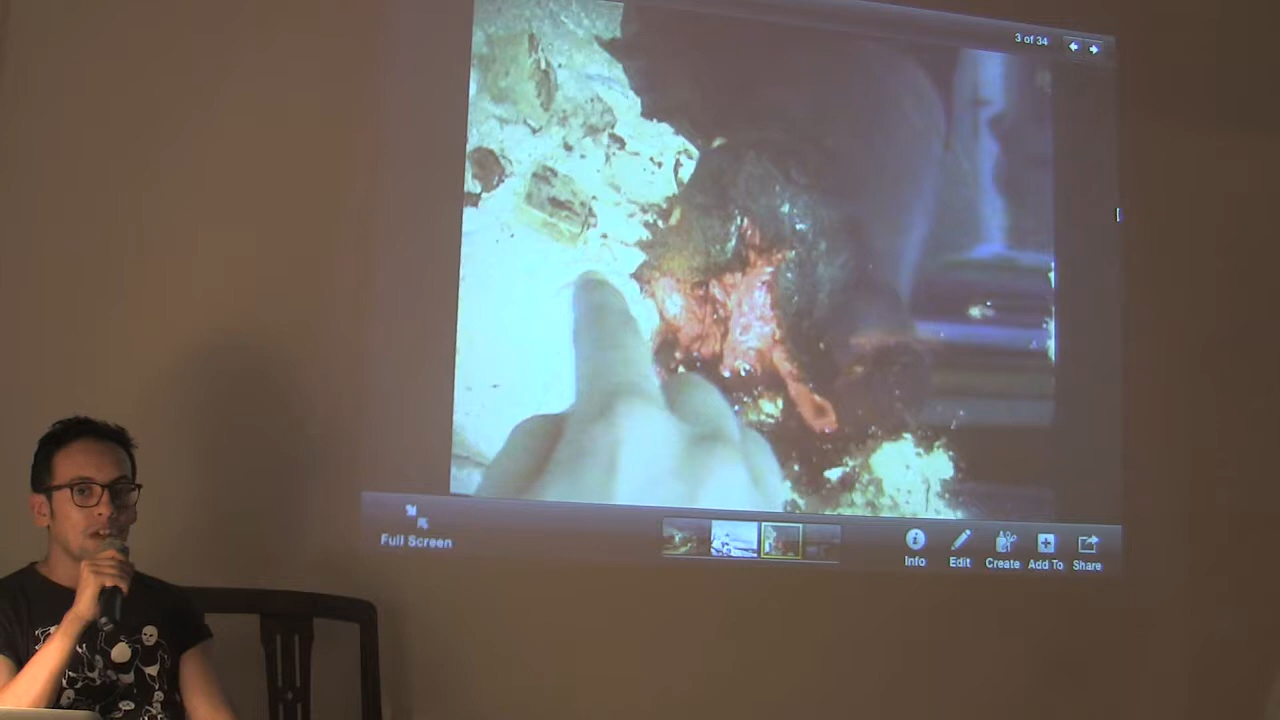 3 of 34
Full Screen
Info
Edit
Create
Add To
Share